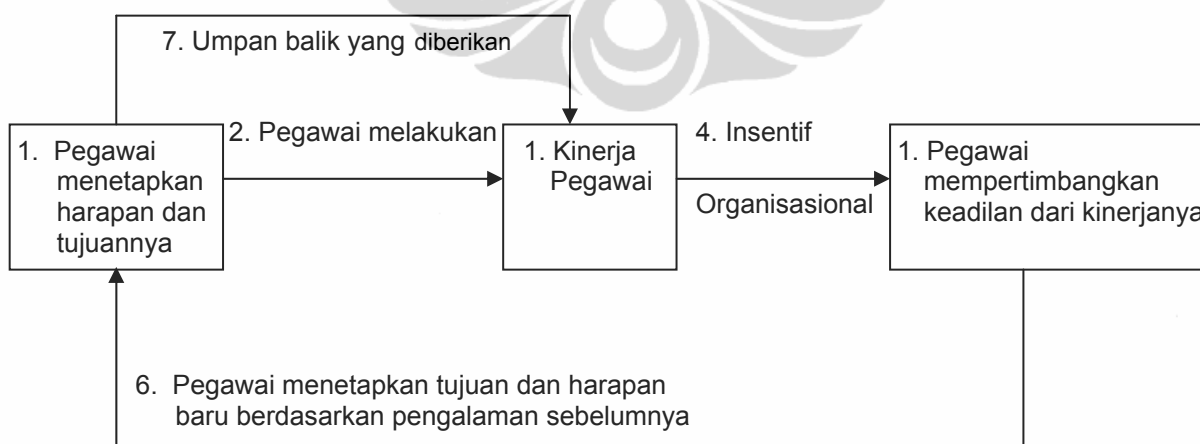 7. Umpan balik yang diberikan
1. Pegawai
menetapkan
harapan dan
tujuannya
2. Pegawai melakukan
1. Kinerja
Pegawai
4. Insentif
Organisasional
1. Pegawai
mempertimbangkan
keadilan dari kinerjanya
6. Pegawai menetapkan tujuan dan harapan
baru berdasarkan pengalaman sebelumnya